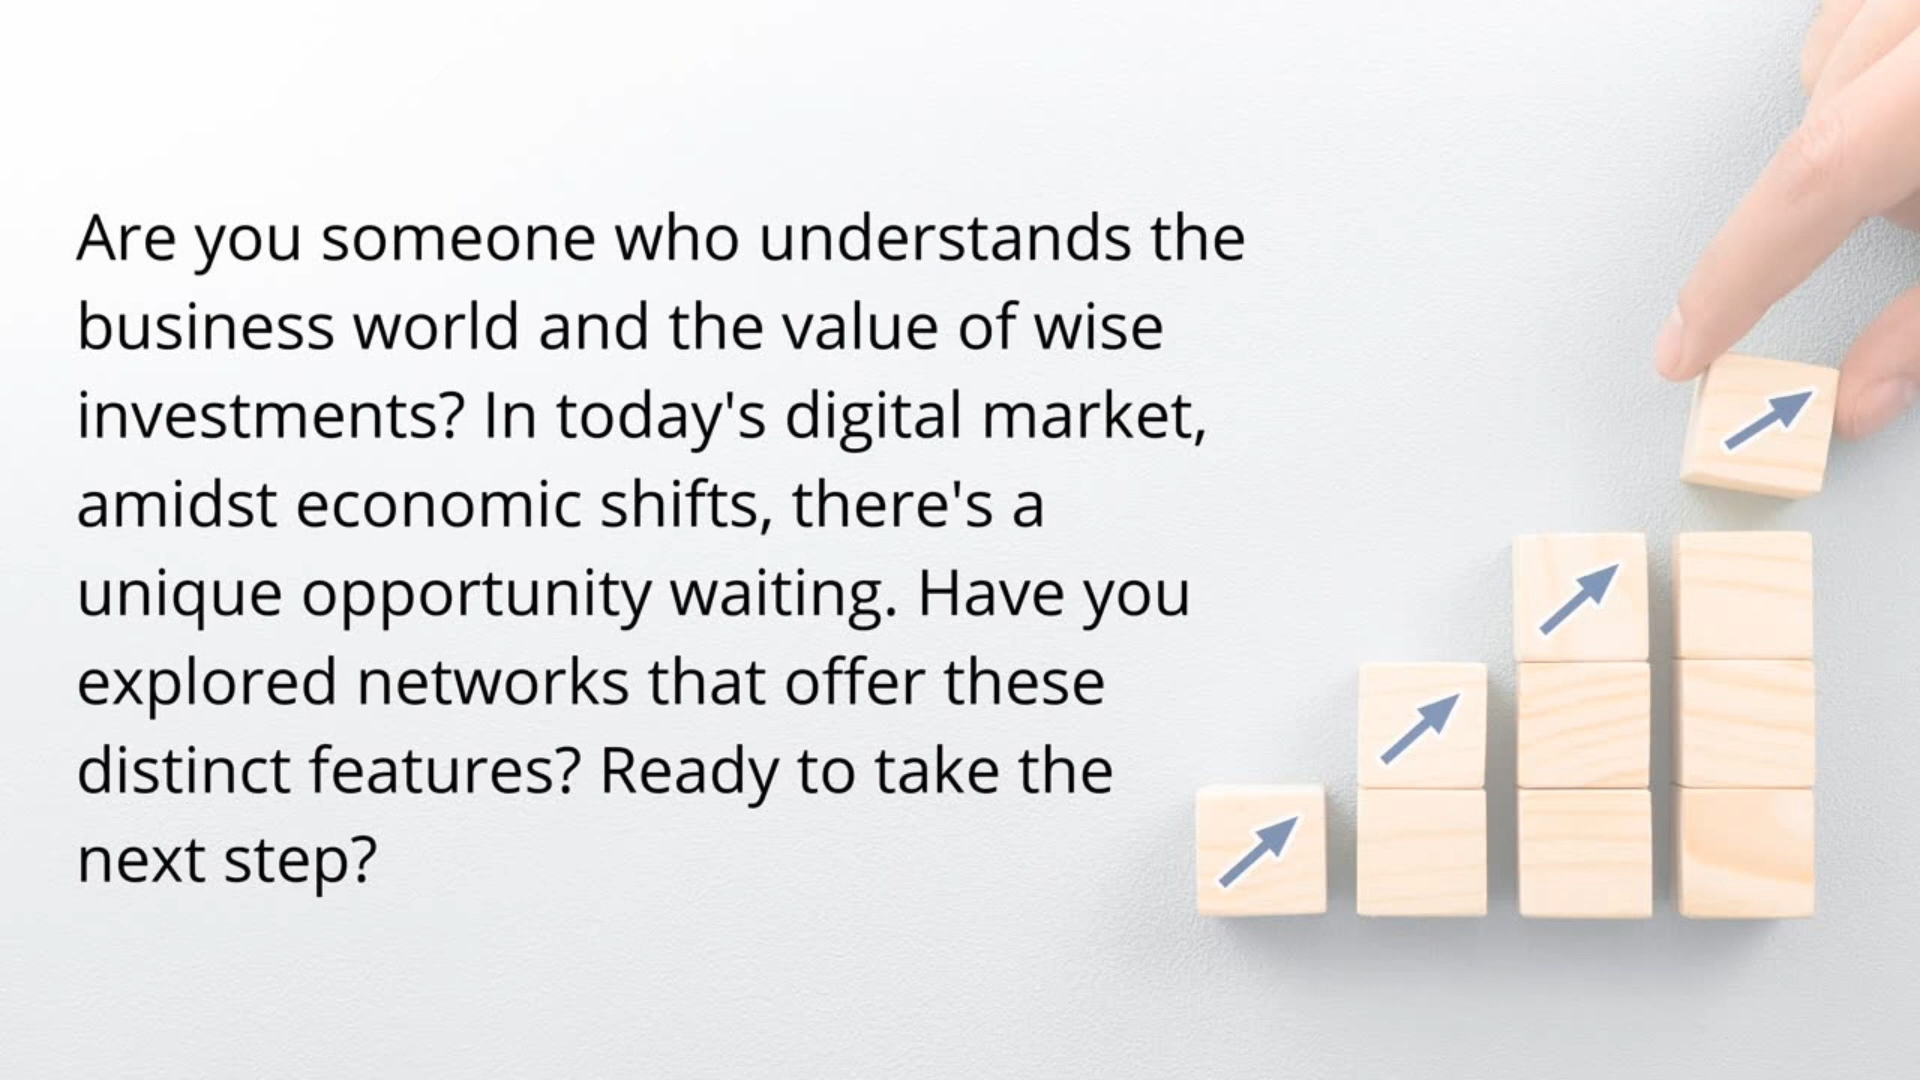 Are you someone who understands the
business world and the value of wise
investments? In today's digital market,
amidst economic shifts, there's a
unique opportunity waiting. Have you
explored networks that offer these
distinct features? Ready to take the
next step?